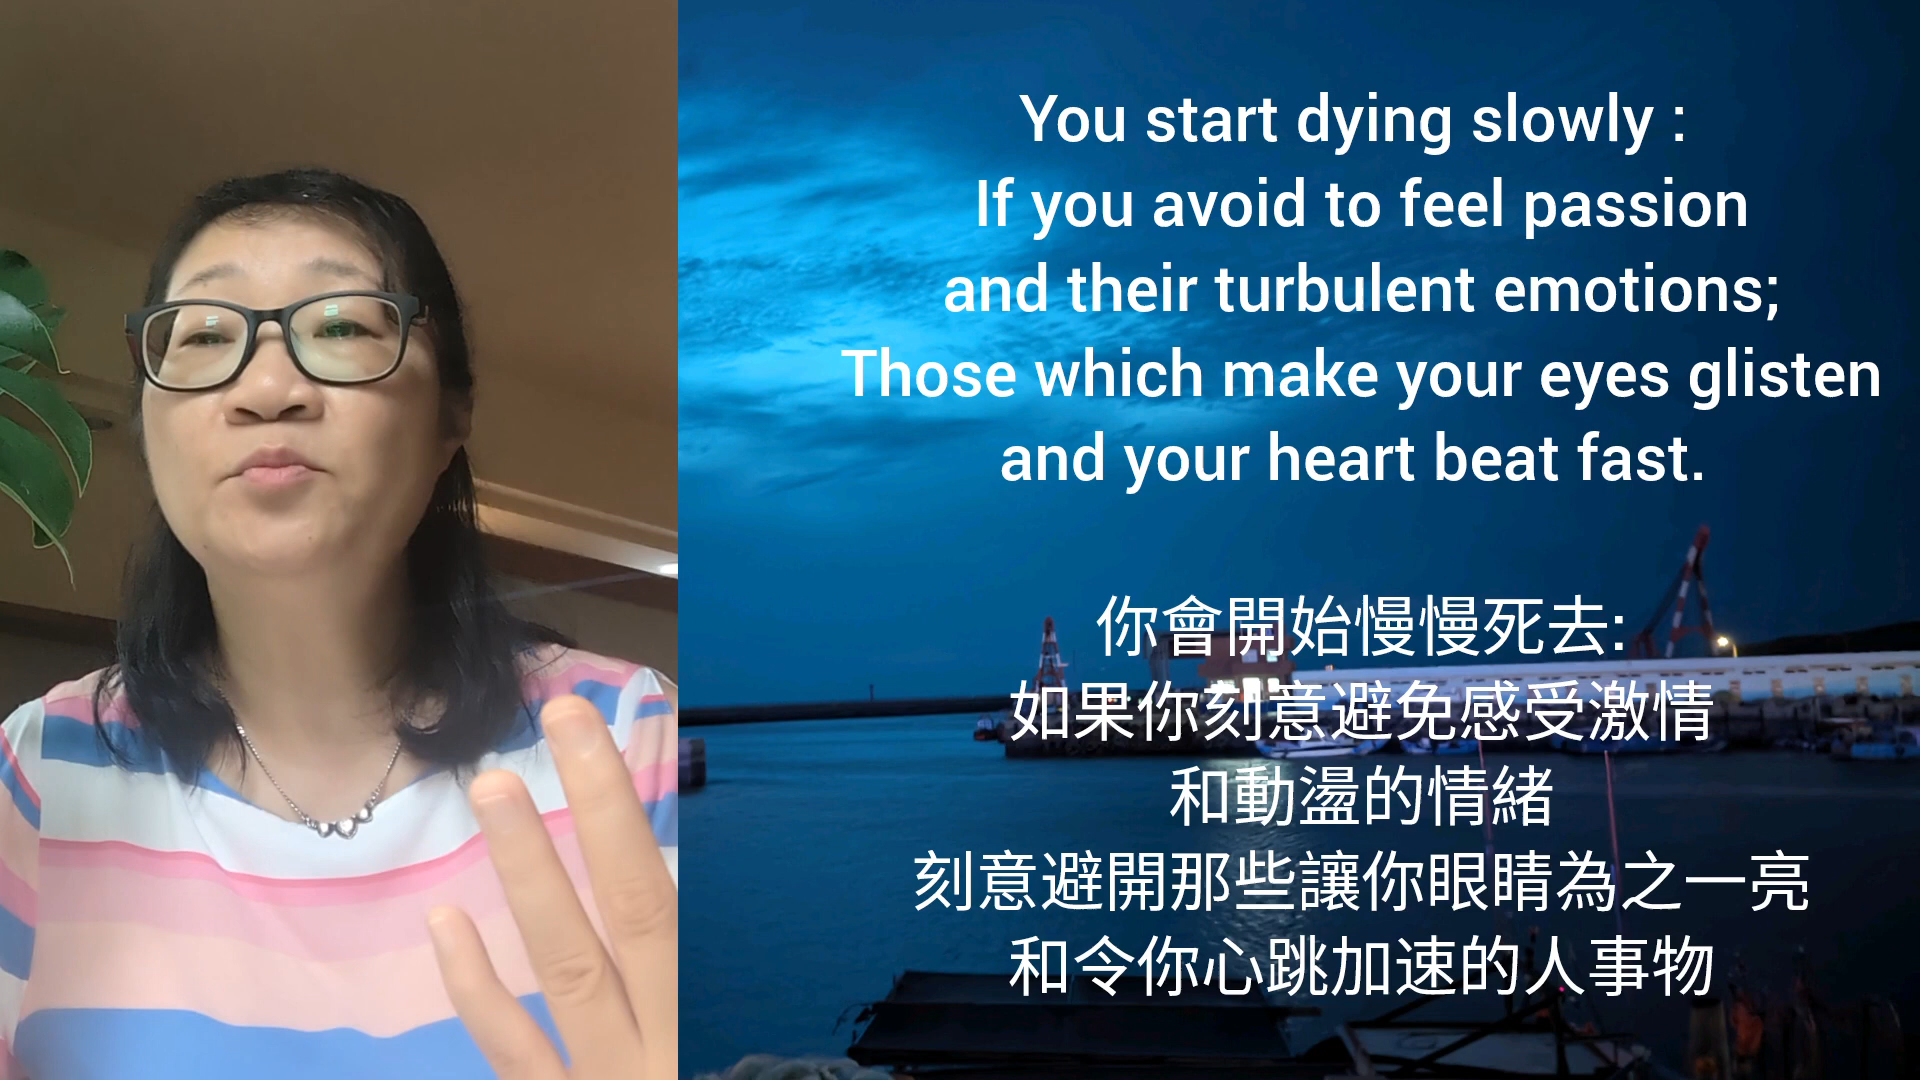 You start dying slowly :
If you avoid to feel passion
and their turbulent emotions;
Those which make your eyes glisten
and your heart beat fast.
你會開始慢慢死去:
如果你刻意避免感受激情
和動盪的情緒
刻意避開那些讓你眼睛為之一亮
和令你心跳加速的人事物